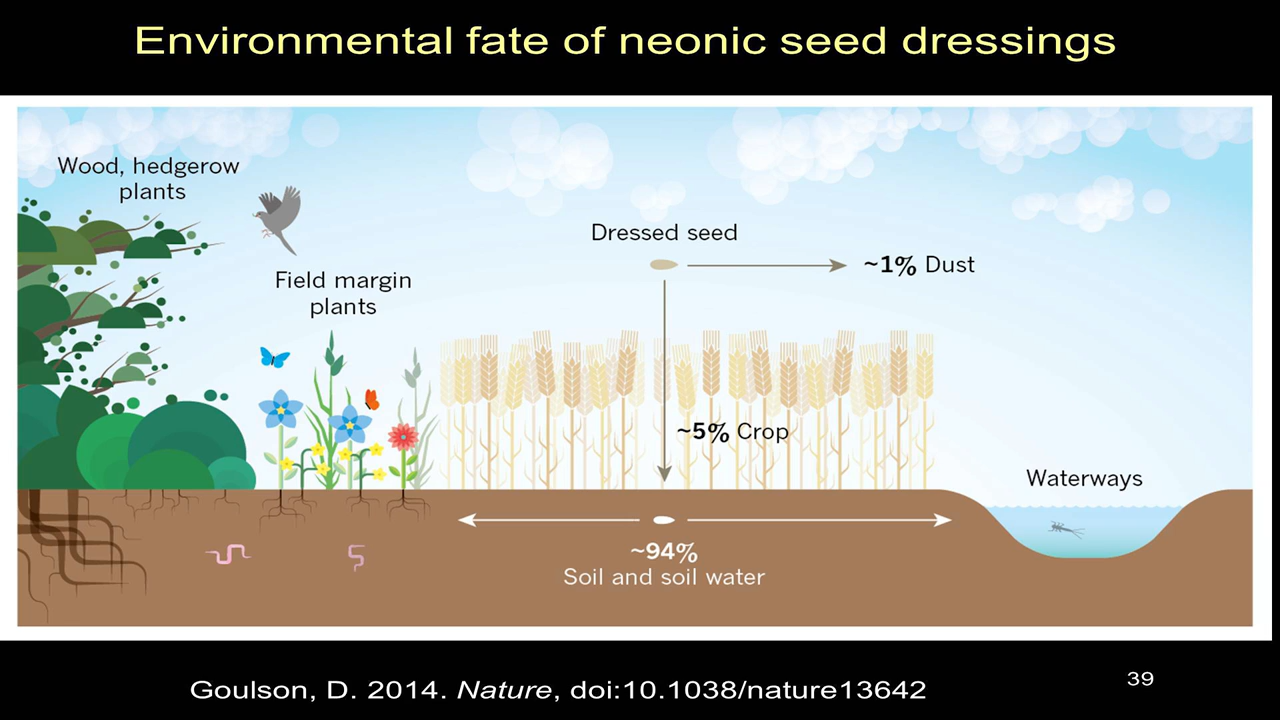 Environmental fate of neonic seed dressings
Wood, hedgerow
plants
Field margin
plants
Dressed seed
~1% Dust
~5% Crop
Waterways
~94%
Soil and soil water
Goulson, D. 2014. Nature, doi:10.1038/nature13642
39